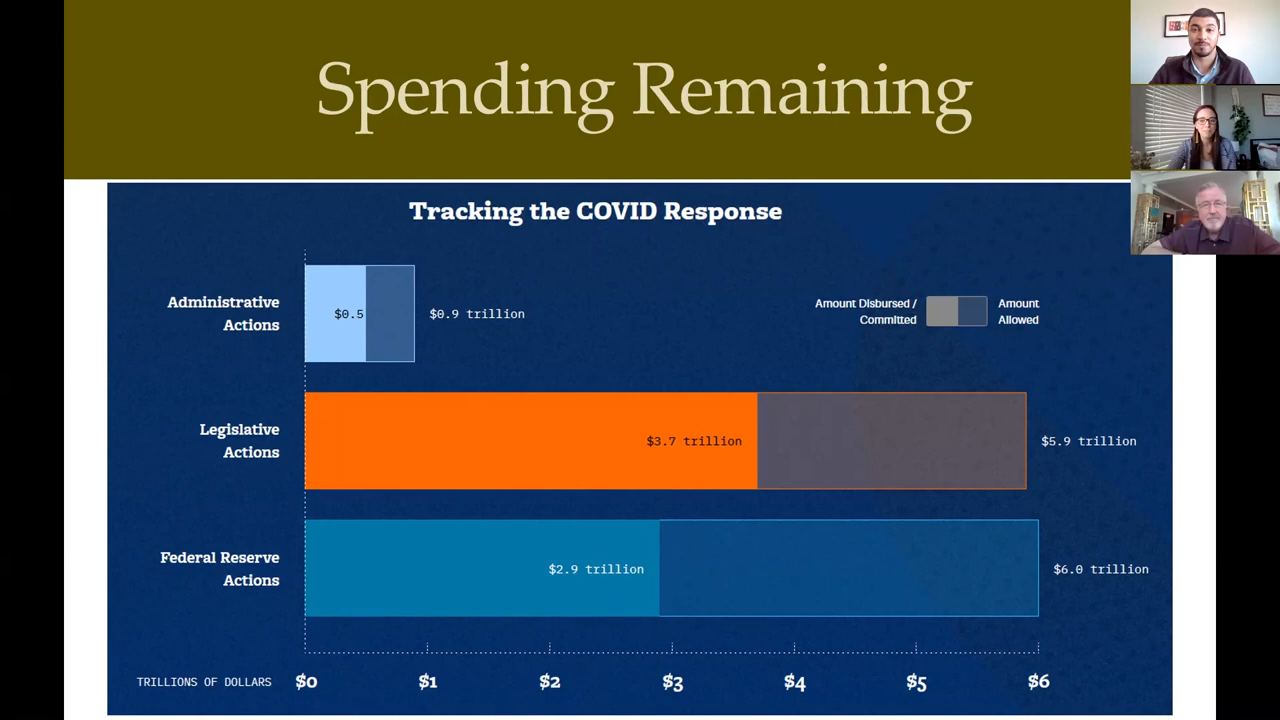 Spending Remaining
Tracking the COVID Response
Administrative
Actions
$0.5
$0.9 trillion
Amount Disbursed /
Committed
Amount
Allowed
Legislative
Actions
$3.7 trillion
$5.9 trillion
Federal Reserve
Actions
$2.9 trillion
$6.0 trillion
TRILLIONS OF DOLLARS
$0
$1
$2
$3
$4
$5
$6